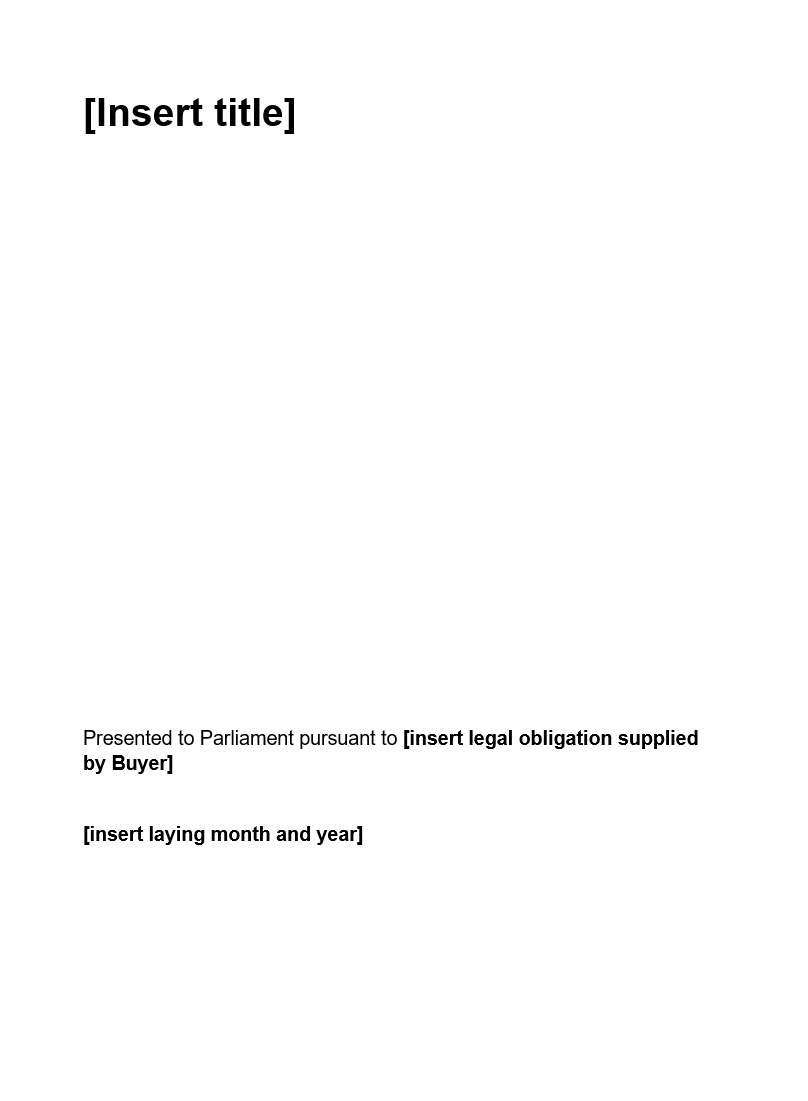 [Insert title]
Presented to Parliament pursuant to [insert legal obligation supplied
by Buyer]
[insert laying month and year]